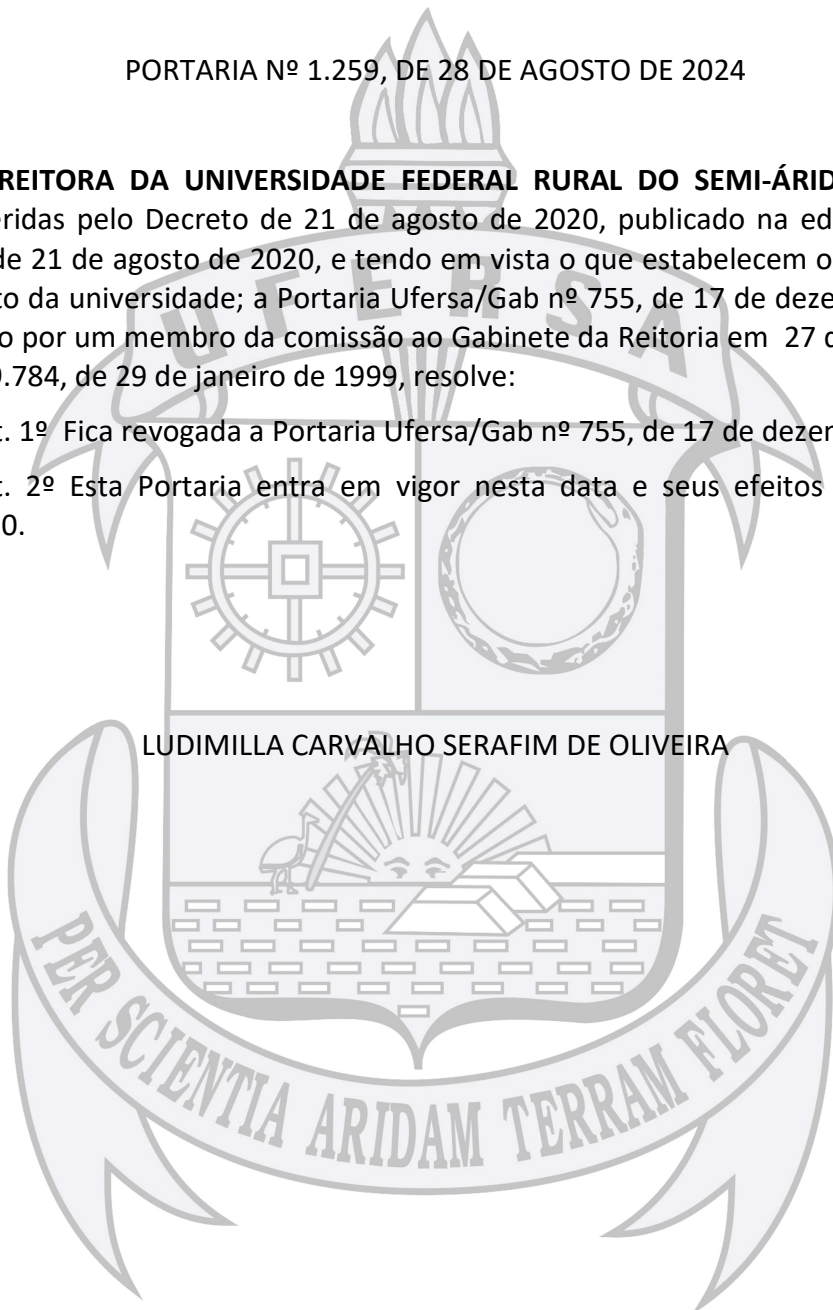 PORTARIA Nº 1.259, DE 28 DE AGOSTO DE 2024
REITORA DA UNIVERSIDADE FEDERAL RURAL DO SEMI-ÁRID
eridas pelo Decreto de 21 de agosto de 2020, publicado na ed
de 21 de agosto de 2020, e tendo em vista o que estabelecem o
to da universidade; a Portaria Ufersa/Gab nº 755, de 17 de deze
o por um membro da comissão ao Gabinete da Reitoria em 27 d
9.784, de 29 de janeiro de 1999, resolve:
t. 1º Fica revogada a Portaria Ufersa/Gab nº 755, de 17 de dezer
t. 2º Esta Portaria entra em vigor nesta data e seus efeitos
0.
UFERSA
LUDIMILLA CARVALHO SERAFIM DE OLIVEIRA
PER SCIENTIA ARIDAM TERRAM FLORET